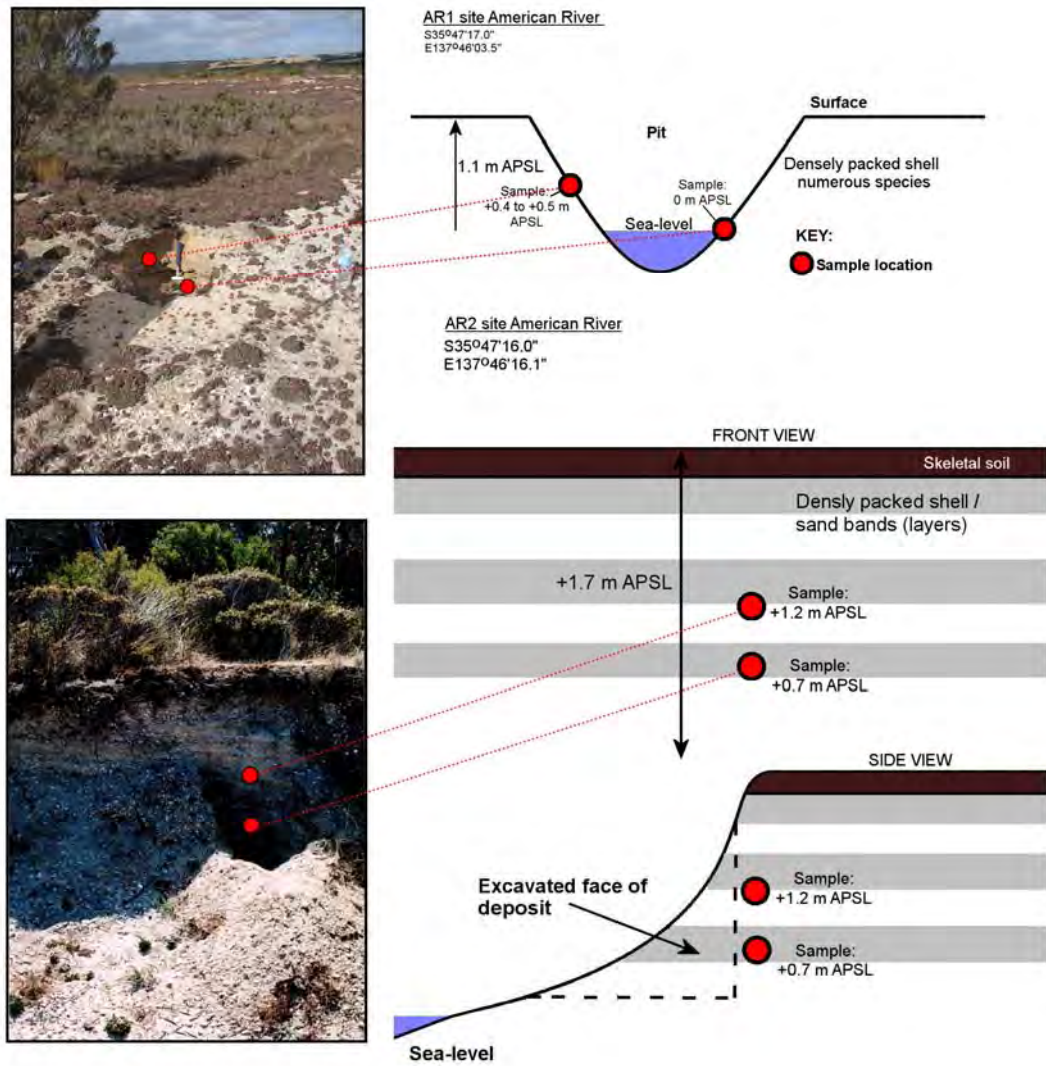 AR1 site American River
S35º47'17.0"
E137º46'03.5"
Surface
Pit
1.1 m APSL
Sample:
+0.4 to +0.5 m
APSL
Sample:
0 m APSL
Densely packed shell
numerous species
Sea-level
KEY:
Sample location
AR2 site American River
S35º47'16.0"
E137º46'16.1"
FRONT VIEW
Skeletal soil
Densly packed shell /
sand bands (layers)
+1.7 m APSL
Sample:
+1.2 m APSL
Sample:
+0.7 m APSL
SIDE VIEW
Excavated face of
deposit
Sample:
+1.2 m APSL
Sample:
+0.7 m APSL
Sea-level